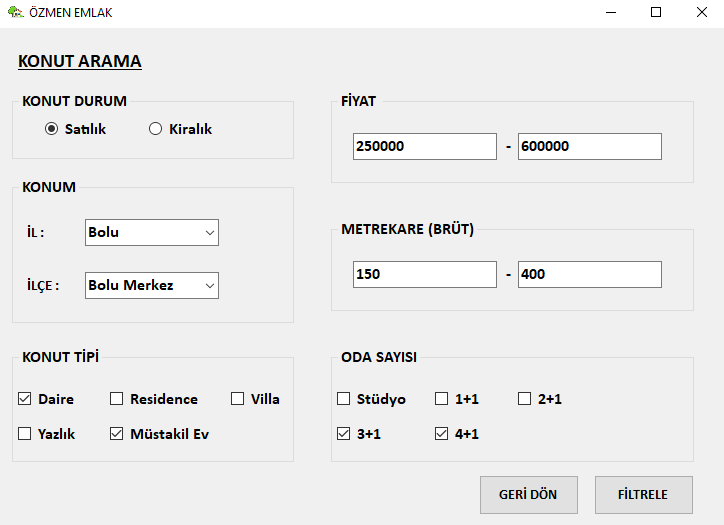 ÖZMEN EMLAK
KONUT ARAMA
KONUT DURUM
Satılık Kiralık
FİYAT
250000 - 600000
KONUM
İL : Bolu
İLÇE : Bolu Merkez
METREKARE (BRÜT)
150 - 400
KONUT TİPİ
Daire Residence Villa
Yazlık Müstakil Ev
ODA SAYISI
Stüdyo 1+1 2+1
3+1 4+1
GERİ DÖN FİLTRELE